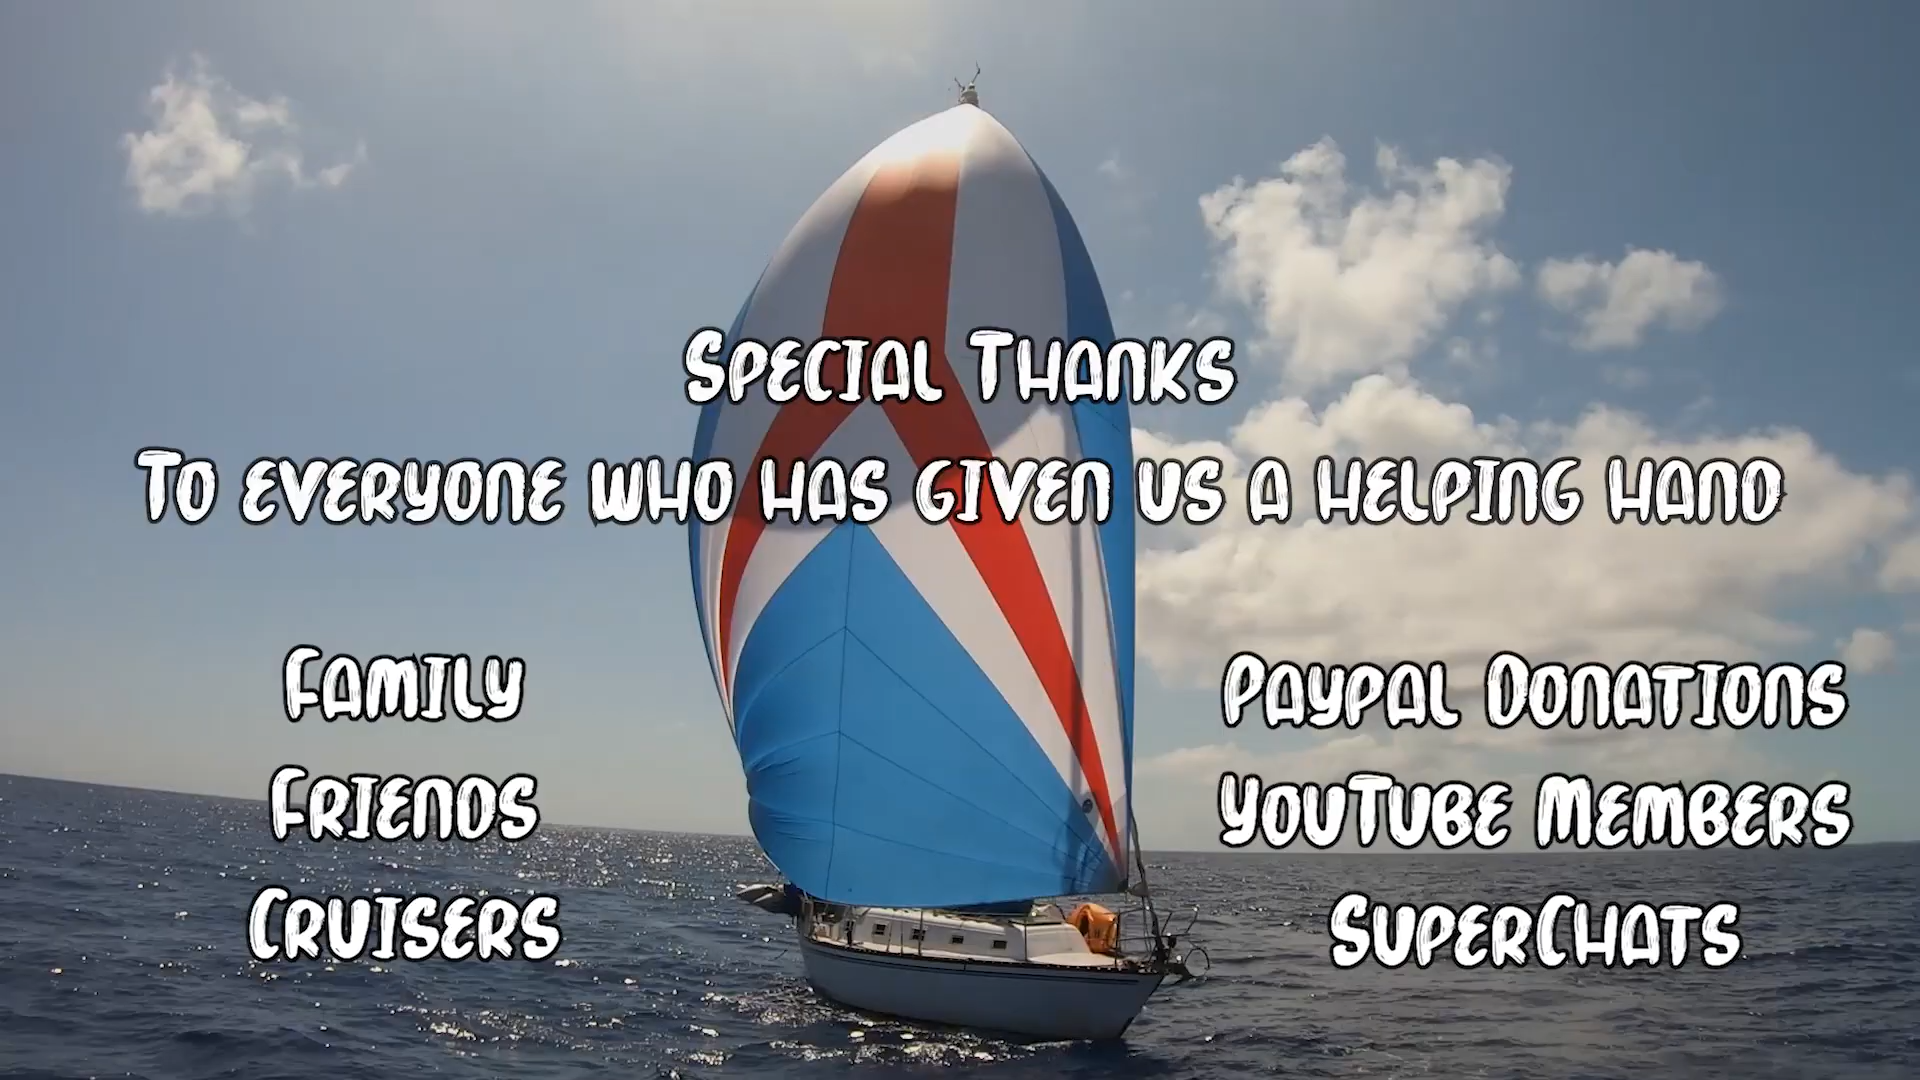 Special Thanks
To everyone who has given us a helping hand
Family
Friends
Cruisers
Paypal Donations
YouTube Members
SuperChats